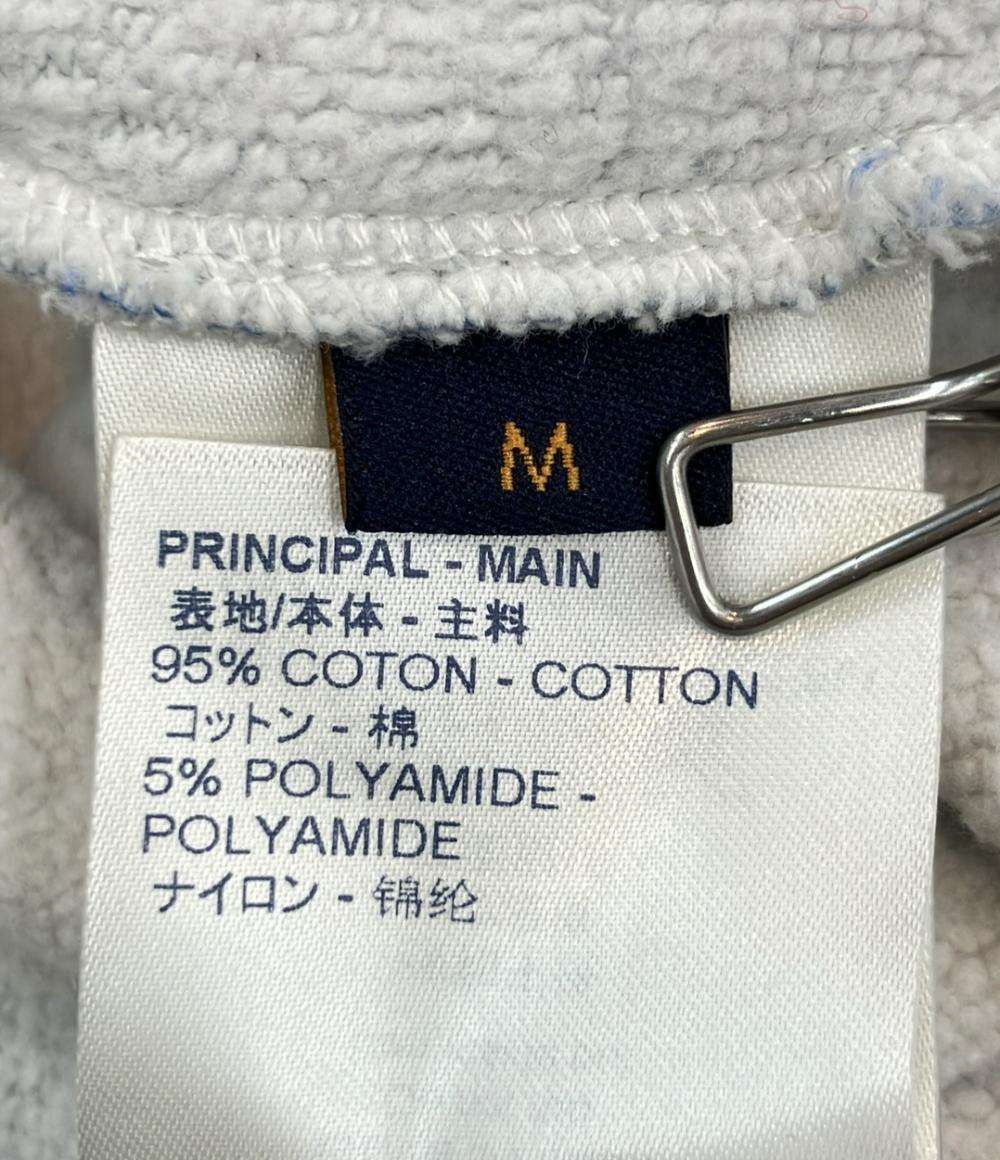 M
PRINCIPAL - MAIN
表地/本体 - 主料
95% COTON - COTTON
コットン - 棉
5% POLYAMIDE -
POLYAMIDE
ナイロン - 锦纶